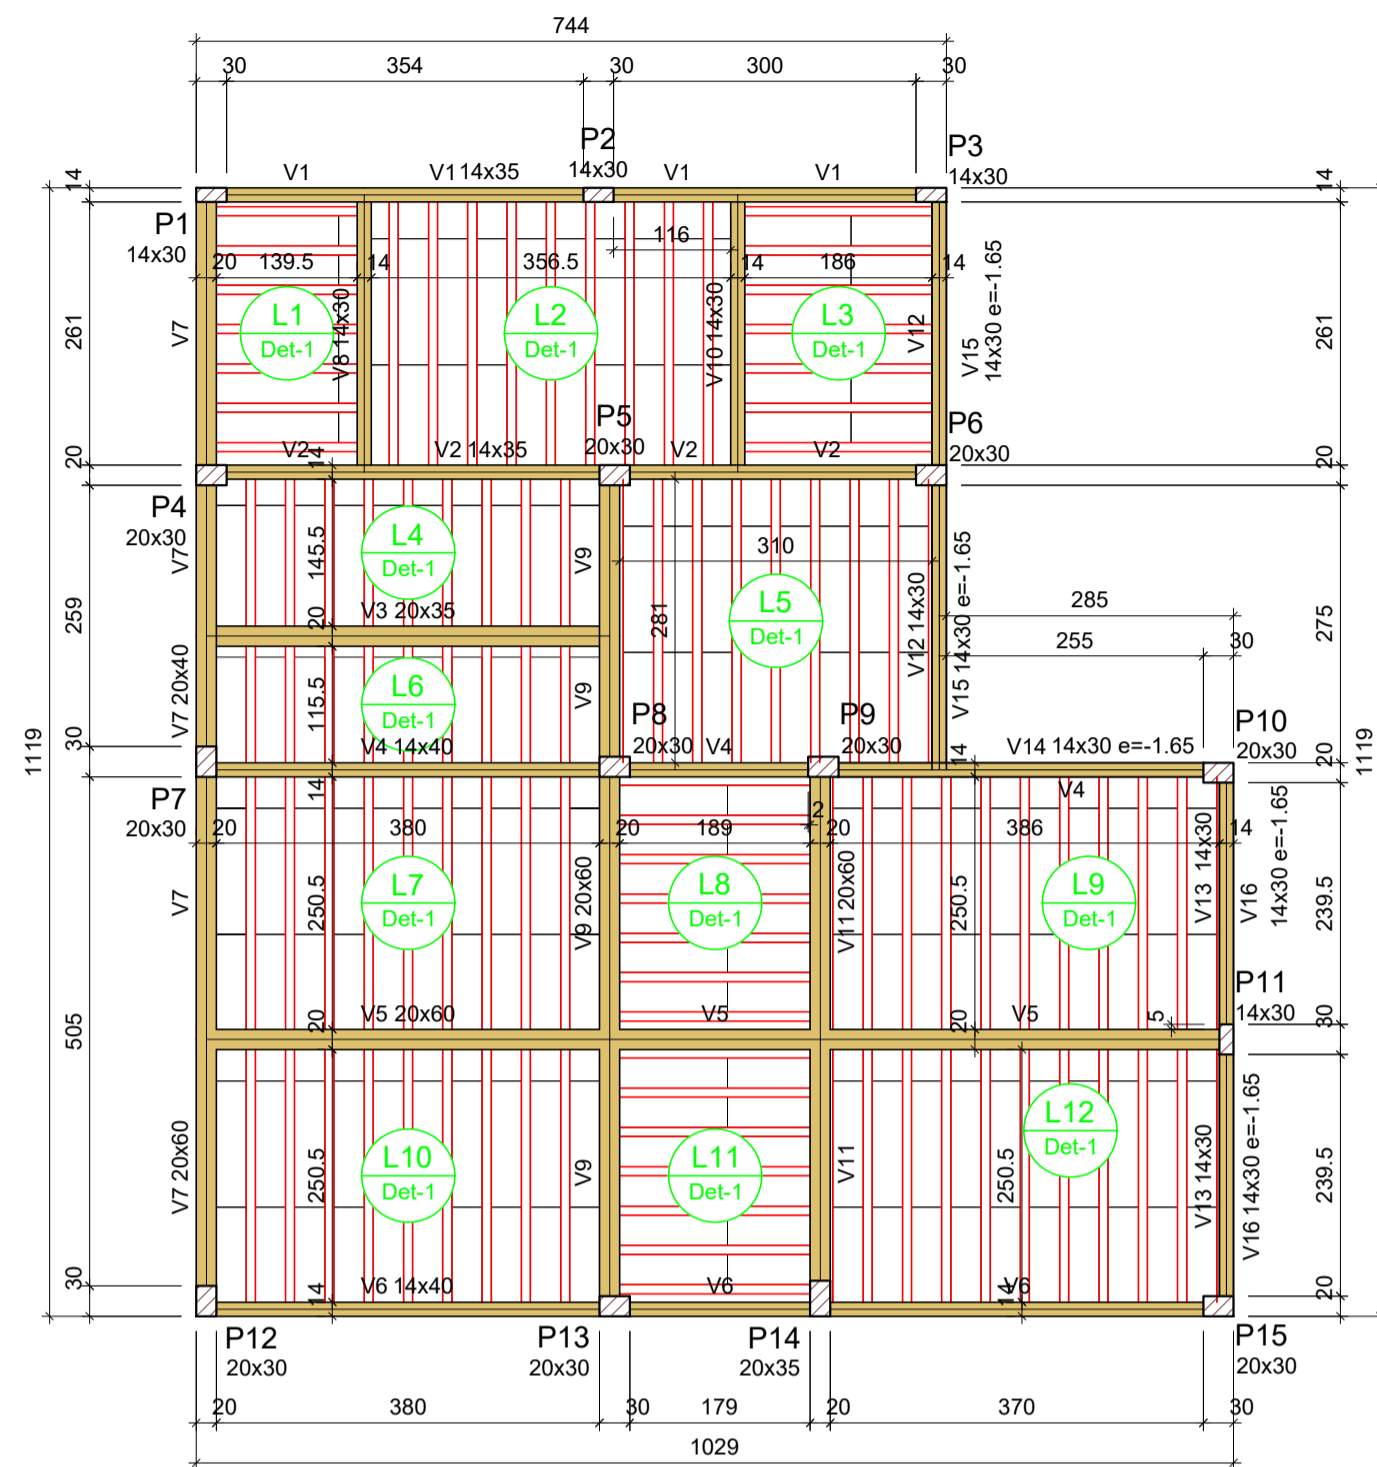 744
30 354 30 300 30
P2
14x30
P3
14x30
V1 V1 14x35 V1 V1
14 14
P1
14x30
116
20 139.5 14 356.5 14 186 14
L1
Det-1
L2
Det-1
L3
Det-1
V7
V8 14x30
V10 14x30
V12
V15
14x30 e=-1.65
261 261
P5
20x30
P6
20x30
V2 V2 14x35 V2 V2
20 14 20
P4
20x30
V7
145.5
L4
Det-1
V9
310
281
L5
Det-1
V12 14x30
V15 14x30 e=-1.65
285
255 30
259 275
20
V3 20x35
V7 20x40
115.5
L6
Det-1
V9
1119 1119
P8
20x30
P9
20x30
P10
20x30
V4 14x40 V4
V14 14x30 e=-1.65
V4
30 14 14 20
P7
20x30
2
20 380 20 189 20 386 14
V7
250.5
L7
Det-1
V9 20x60
L8
Det-1
V11 20x60
250.5
L9
Det-1
V13 14x30
V16
14x30 e=-1.65
239.5
P11
14x30
505
20
V5 20x60 V5
20
V5
5
30
V7 20x60
250.5
L10
Det-1
V9
L11
Det-1
V11
250.5
L12
Det-1
V13 14x30
V16 14x30 e=-1.65
239.5
30
14
V6 14x40 V6
14
V6
20
P12
20x30
P13
20x30
P14
20x35
P15
20x30
20 380 30 179 20 370 30
1029